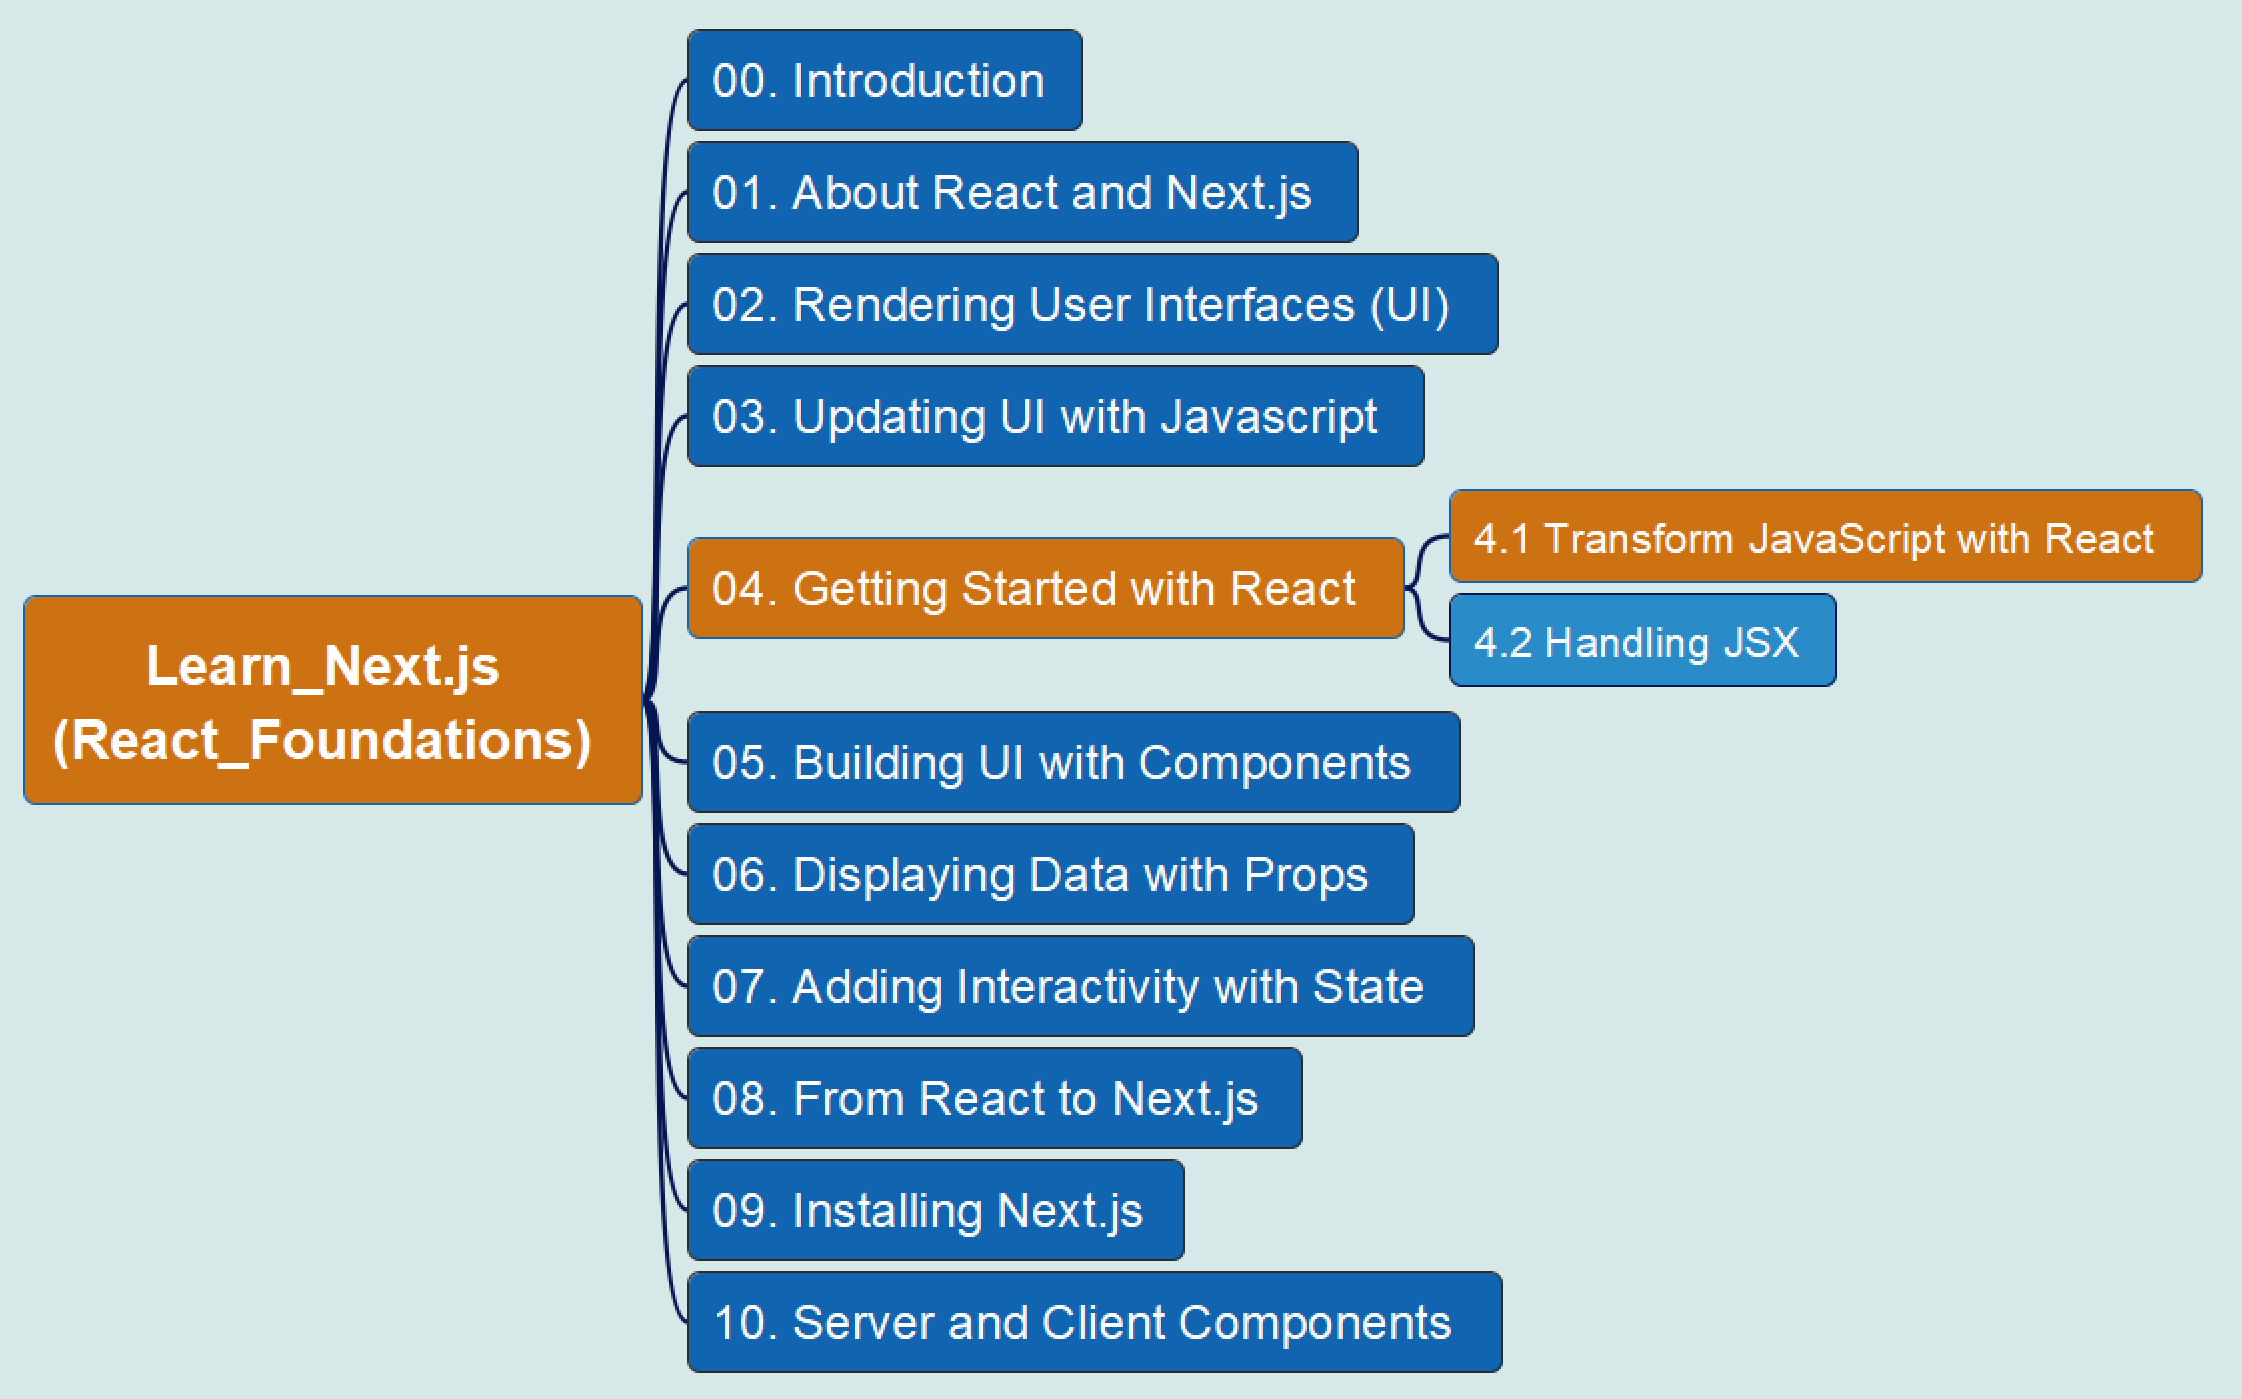 Learn_Next.js
(React_Foundations)
00. Introduction
01. About React and Next.js
02. Rendering User Interfaces (UI)
03. Updating UI with Javascript
04. Getting Started with React
4.1 Transform JavaScript with React
4.2 Handling JSX
05. Building UI with Components
06. Displaying Data with Props
07. Adding Interactivity with State
08. From React to Next.js
09. Installing Next.js
10. Server and Client Components